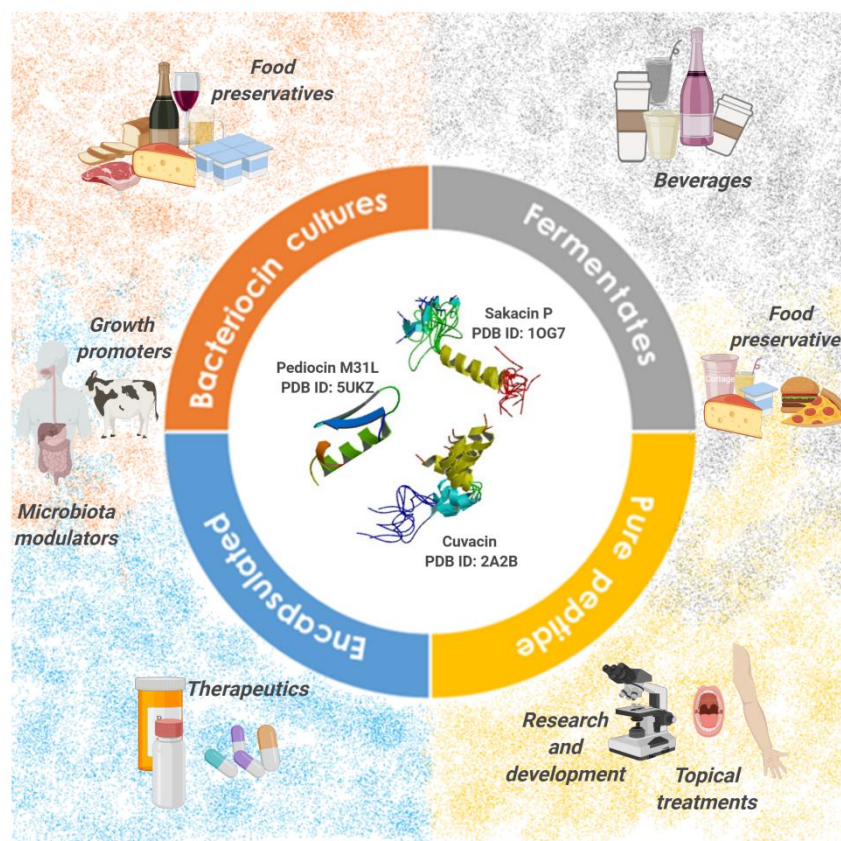 Food
preservatives
Beverages
Bacteriocin cultures
Fermentates
Sakacin P
PDB ID: 1OG7
Growth
promoters
Pediocin M31L
PDB ID: 5UKZ
Food
preservative
Cottage
Microbiota
modulators
Cuvacin
PDB ID: 2A2B
Encapsulated
Pure peptide
Therapeutics
Research
and
development
Topical
treatments